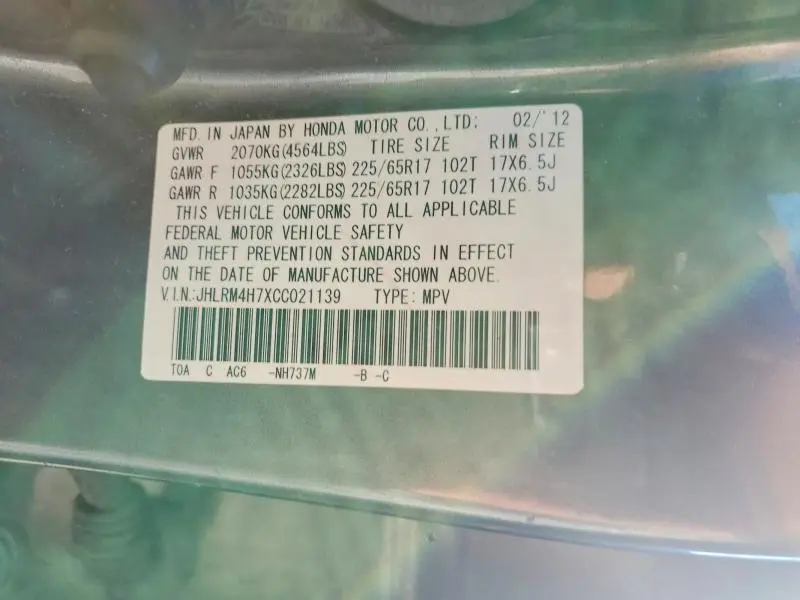 MFD. IN JAPAN BY HONDA MOTOR CO.,LTD: 02/'12
GVWR 2070KG(4564LBS) TIRE SIZE RIM SIZE
GAWR F 1055KG(2326LBS) 225/65R17 102T 17X6.5J
GAWR R 1035KG(2282LBS) 225/65R17 102T 17X6.5J
THIS VEHICLE CONFORMS TO ALL APPLICABLE
FEDERAL MOTOR VEHICLE SAFETY
AND THEFT PREVENTION STANDARDS IN EFFECT
ON THE DATE OF MANUFACTURE SHOWN ABOVE.
V.I.N.:JHLRM4H7XCC021139 TYPE: MPV
TOA C AC6 -NH737M -B -C